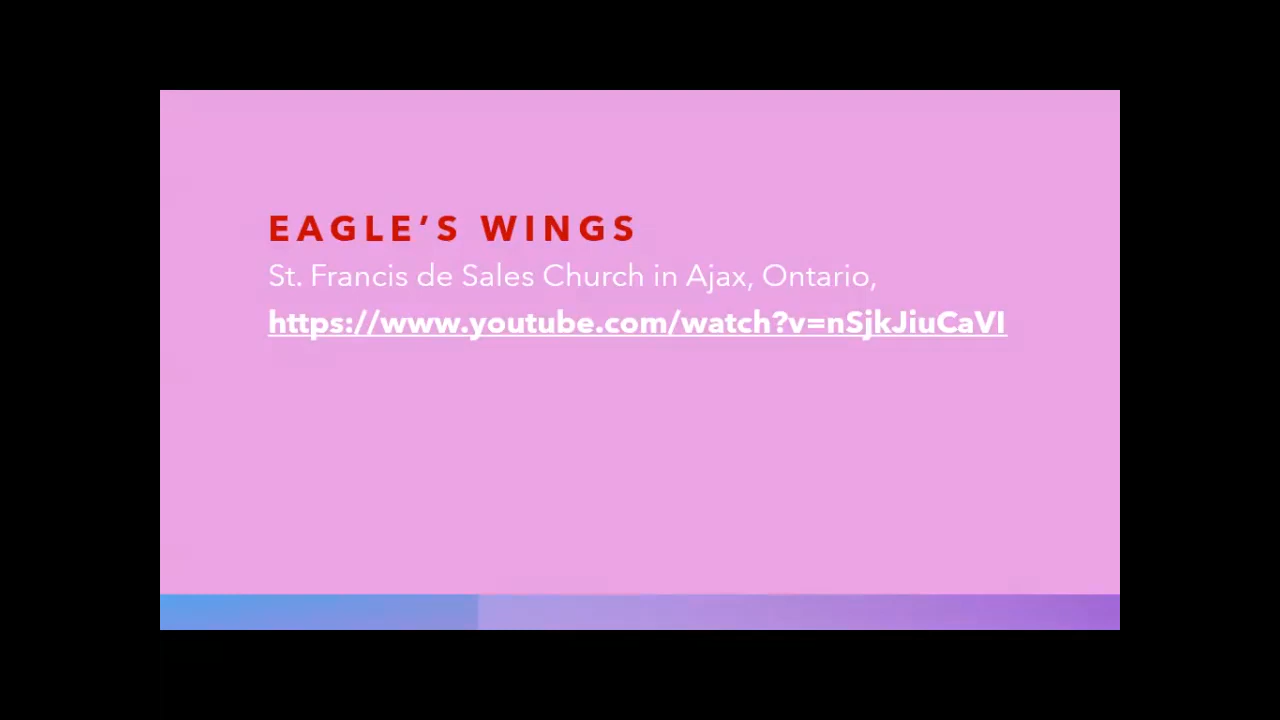 EAGLE’S WINGS
St. Francis de Sales Church in Ajax, Ontario,
https://www.youtube.com/watch?v=nSjkJiuCaVI